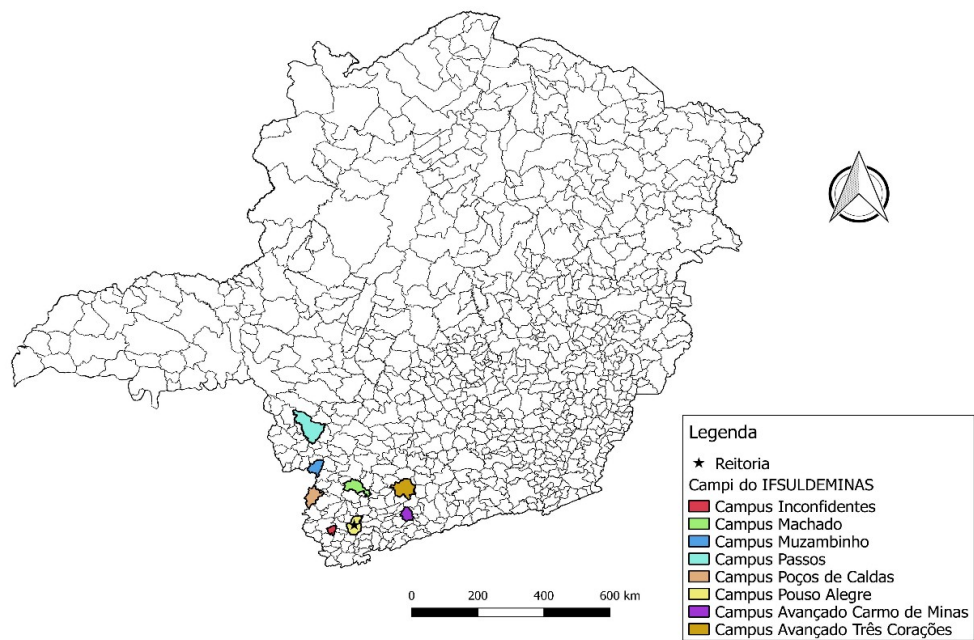 Legenda
Reitoria
Campi do IFSULDEMINAS
Campus Inconfidentes
Campus Machado
Campus Muzambinho
Campus Passos
Campus Poços de Caldas
Campus Pouso Alegre
Campus Avançado Carmo de Minas
Campus Avançado Três Corações
0 200 400 600 km